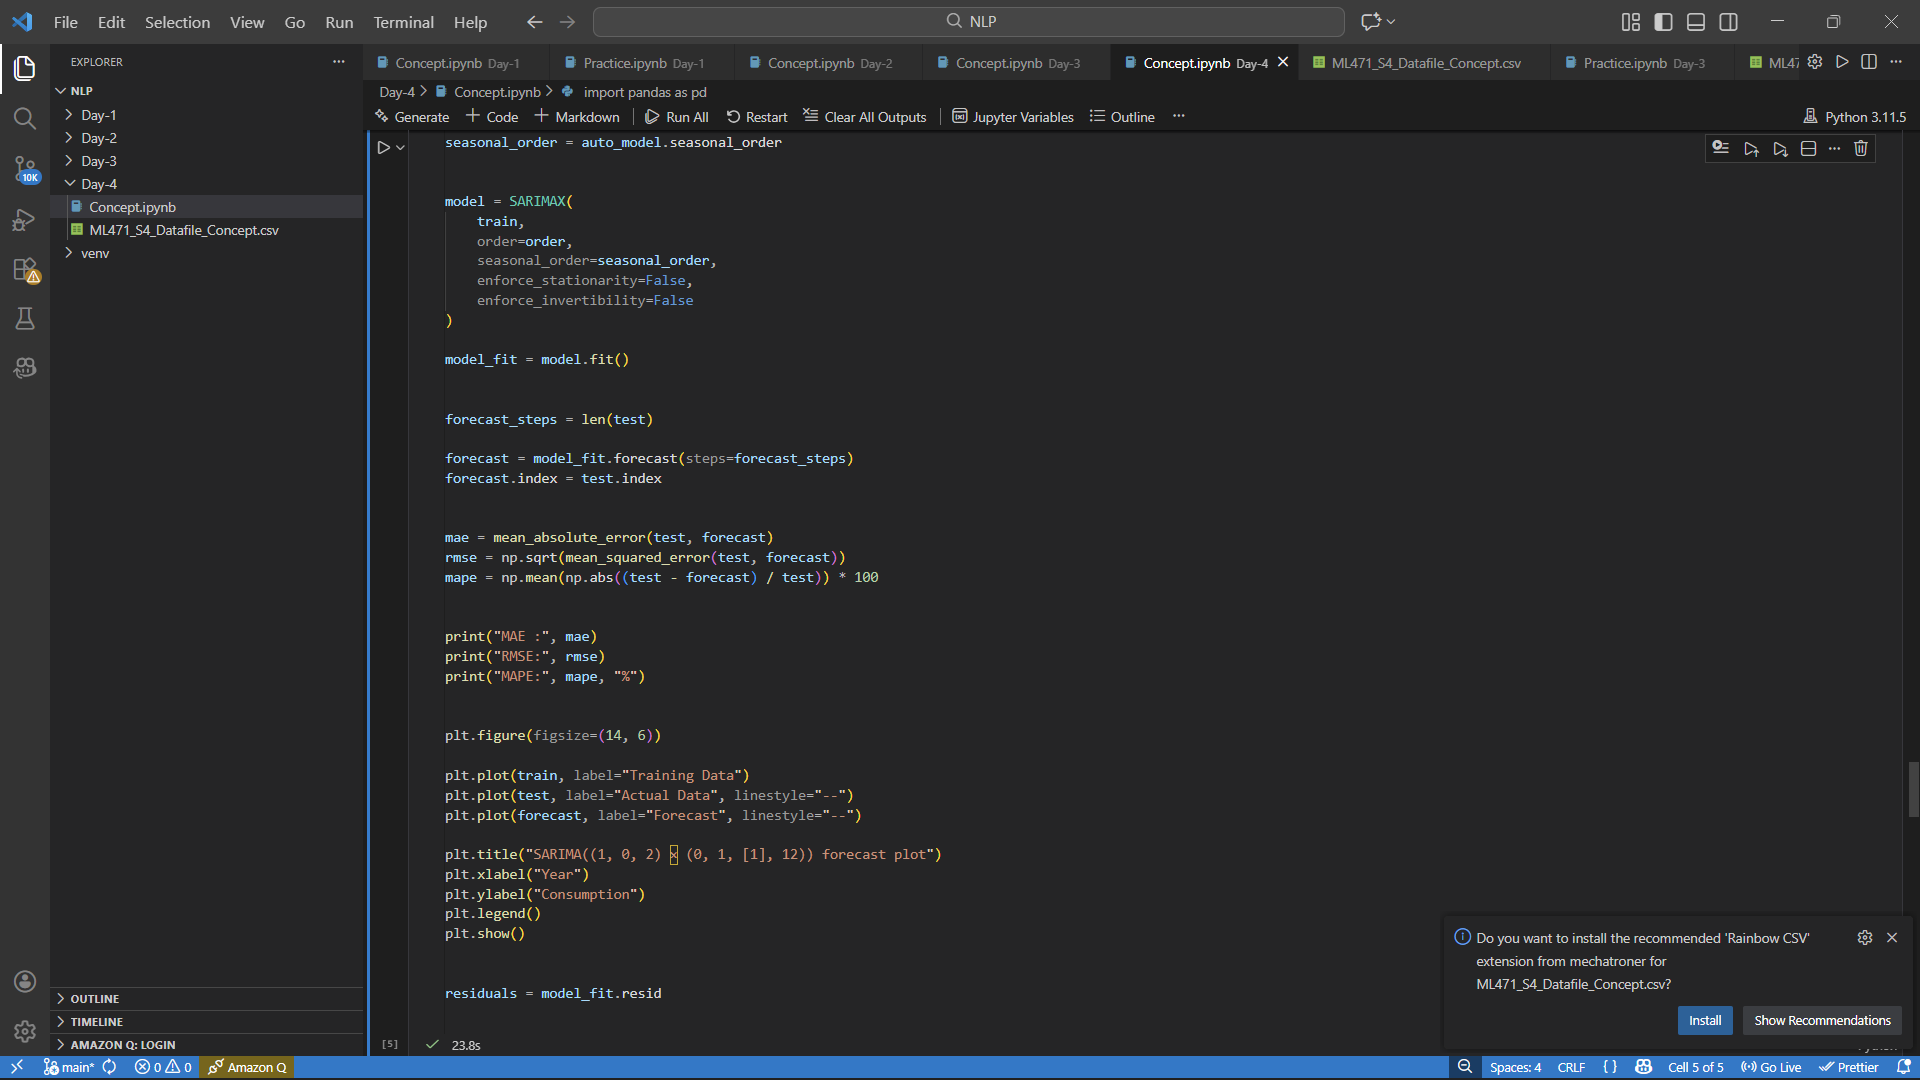 File Edit Selection View Go Run Terminal Help
NLP
EXPLORER
NLP
Day-1
Day-2
Day-3
Day-4
Concept.ipynb
ML471_S4_Datafile_Concept.csv
venv
10K
OUTLINE
TIMELINE
AMAZON Q: LOGIN
Concept.ipynb Day-1
Practice.ipynb Day-1
Concept.ipynb Day-2
Concept.ipynb Day-3
Concept.ipynb Day-4
ML471_S4_Datafile_Concept.csv
Practice.ipynb Day-3
ML47
Day-4 > Concept.ipynb > import pandas as pd
Generate + Code + Markdown Run All Restart Clear All Outputs Jupyter Variables Outline ···
Python 3.11.5
seasonal_order = auto_model.seasonal_order
model = SARIMAX(
train,
order=order,
seasonal_order=seasonal_order,
enforce_stationarity=False,
enforce_invertibility=False
)
model_fit = model.fit()
forecast_steps = len(test)
forecast = model_fit.forecast(steps=forecast_steps)
forecast.index = test.index
mae = mean_absolute_error(test, forecast)
rmse = np.sqrt(mean_squared_error(test, forecast))
mape = np.mean(np.abs((test - forecast) / test)) * 100
print("MAE :", mae)
print("RMSE:", rmse)
print("MAPE:", mape, "%")
plt.figure(figsize=(14, 6))
plt.plot(train, label="Training Data")
plt.plot(test, label="Actual Data", linestyle="--")
plt.plot(forecast, label="Forecast", linestyle="--")
plt.title("SARIMA((1, 0, 2) × (0, 1, [1], 12)) forecast plot")
plt.xlabel("Year")
plt.ylabel("Consumption")
plt.legend()
plt.show()
residuals = model_fit.resid
[5]
23.8s
Do you want to install the recommended 'Rainbow CSV'
extension from mechatroner for
ML471_S4_Datafile_Concept.csv?
Install
Show Recommendations
main* 0 0 Amazon Q
Spaces: 4 CRLF { } Cell 5 of 5 Go Live Prettier